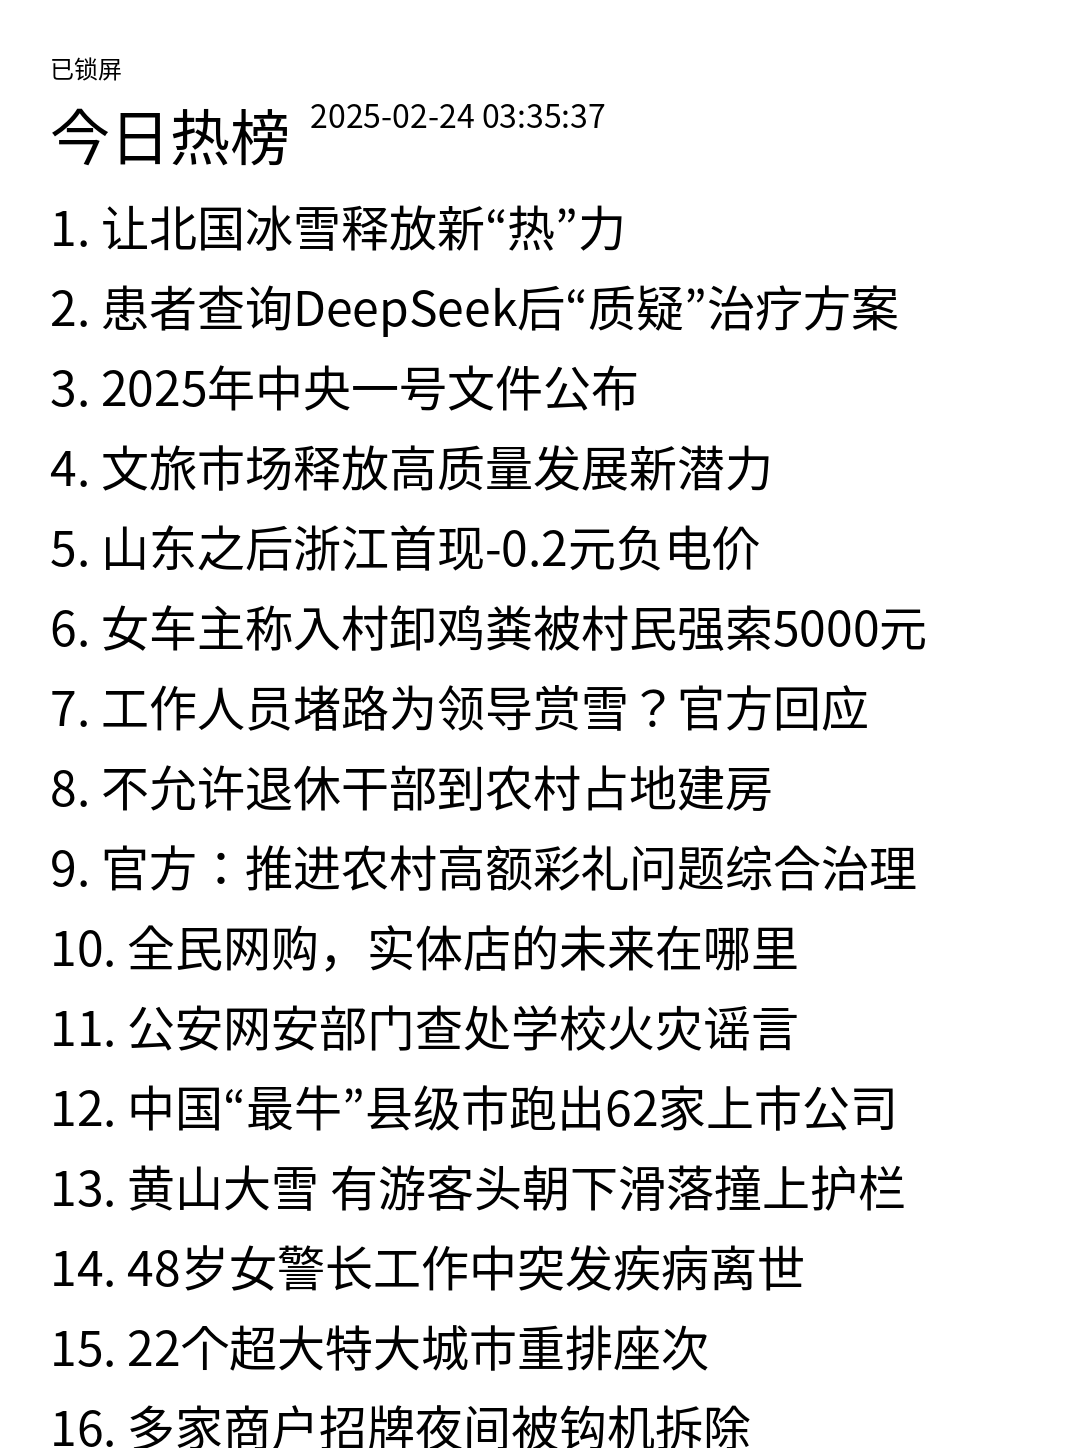 已锁屏
今日热榜 2025-02-24 03:35:37
1. 让北国冰雪释放新“热”力
2. 患者查询DeepSeek后“质疑”治疗方案
3. 2025年中央一号文件公布
4. 文旅市场释放高质量发展新潜力
5. 山东之后浙江首现-0.2元负电价
6. 女车主称入村卸鸡粪被村民强索5000元
7. 工作人员堵路为领导赏雪？官方回应
8. 不允许退休干部到农村占地建房
9. 官方：推进农村高额彩礼问题综合治理
10. 全民网购，实体店的未来在哪里
11. 公安网安部门查处学校火灾谣言
12. 中国“最牛”县级市跑出62家上市公司
13. 黄山大雪 有游客头朝下滑落撞上护栏
14. 48岁女警长工作中突发疾病离世
15. 22个超大特大城市重排座次
16. 多家商户招牌夜间被钩机拆除